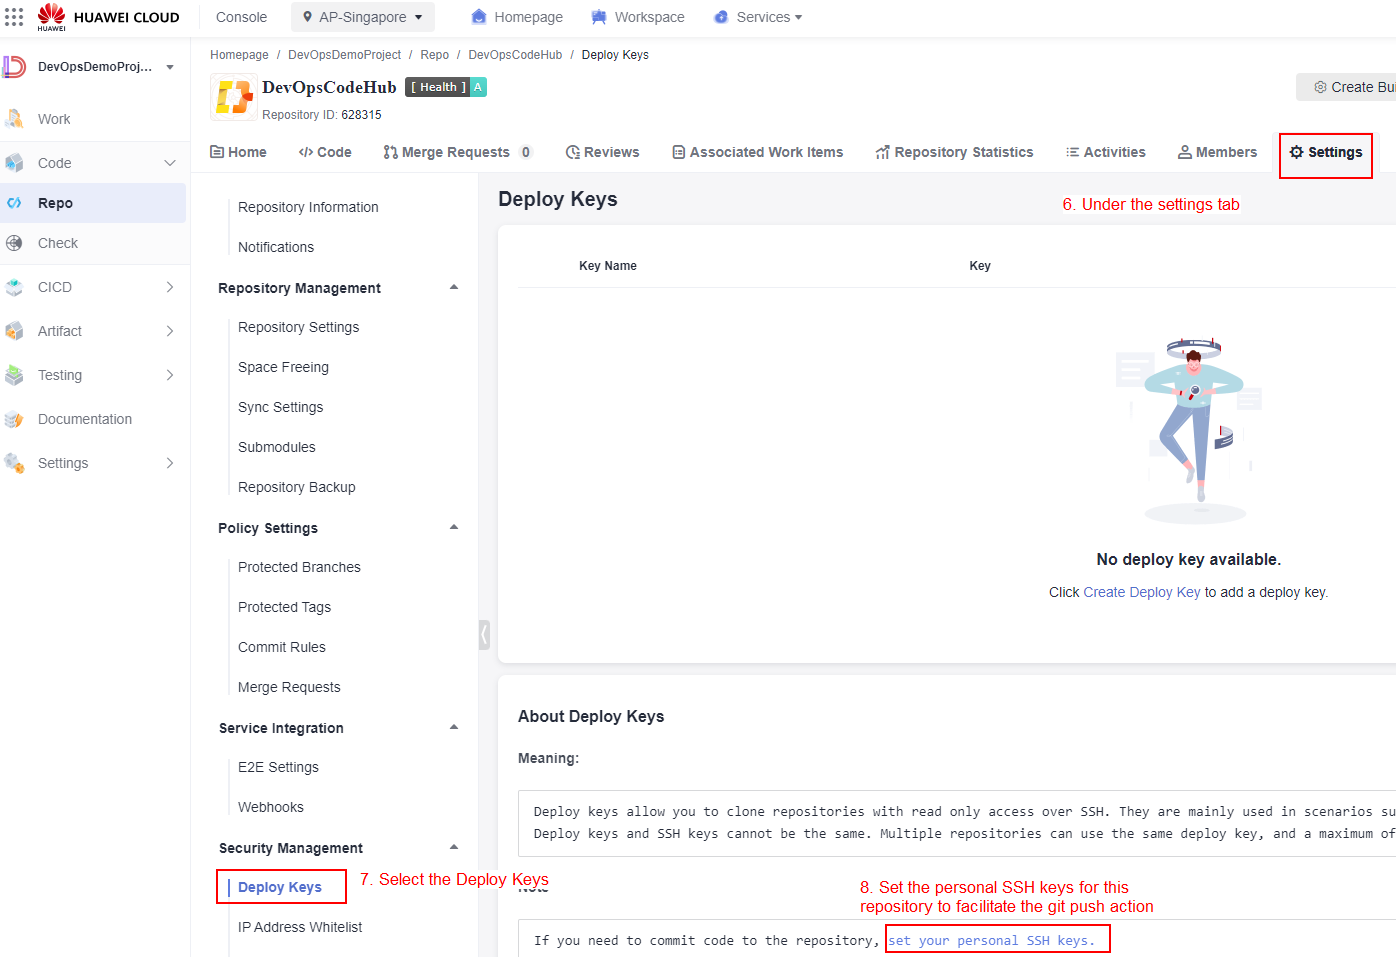 HUAWEI
HUAWEI CLOUD
Console
AP-Singapore
Homepage
Workspace
Services
DevOpsDemoProj...
Work
Code
Repo
Check
CICD
Artifact
Testing
Documentation
Settings
Homepage / DevOpsDemoProject / Repo / DevOpsCodeHub / Deploy Keys
DevOpsCodeHub
[ Health ] A
Repository ID: 628315
Create Bui
Home
</> Code
Merge Requests 0
Reviews
Associated Work Items
Repository Statistics
Activities
Members
Settings
Repository Information
Notifications
Repository Management
Repository Settings
Space Freeing
Sync Settings
Submodules
Repository Backup
Policy Settings
Protected Branches
Protected Tags
Commit Rules
Merge Requests
Service Integration
E2E Settings
Webhooks
Security Management
Deploy Keys
IP Address Whitelist
7. Select the Deploy Keys
Deploy Keys
6. Under the settings tab
Key Name
Key
No deploy key available.
Click Create Deploy Key to add a deploy key.
About Deploy Keys
Meaning:
Deploy keys allow you to clone repositories with read only access over SSH. They are mainly used in scenarios su
Deploy keys and SSH keys cannot be the same. Multiple repositories can use the same deploy key, and a maximum of
Note
8. Set the personal SSH keys for this
repository to facilitate the git push action
If you need to commit code to the repository, set your personal SSH keys.